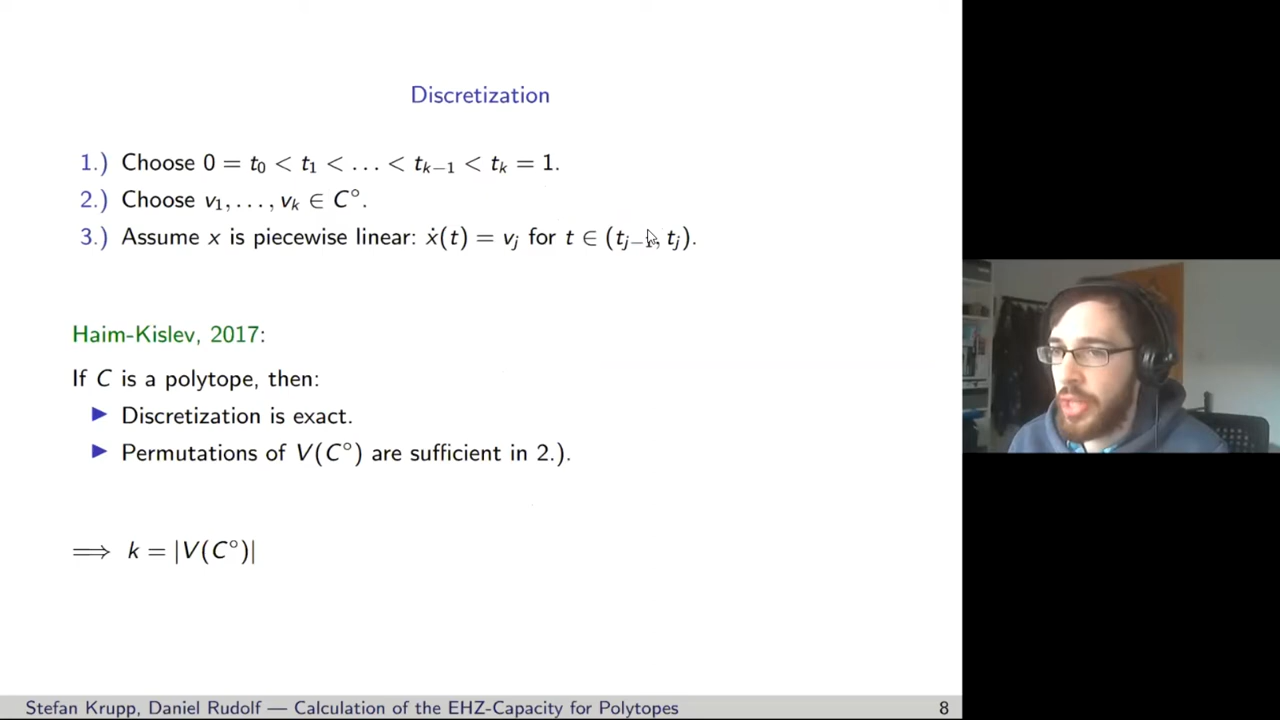 Discretization
1.) Choose 0 = t₀ < t₁ < … < tₖ₋₁ < tₖ = 1.
2.) Choose v₁, … , vₖ ∈ C°.
3.) Assume x is piecewise linear: ẋ(t) = vⱼ for t ∈ (tⱼ₋₁, tⱼ).
Haim-Kislev, 2017:
If C is a polytope, then:
▶ Discretization is exact.
▶ Permutations of V(C°) are sufficient in 2.).
⟹ k = |V(C°)|
Stefan Krupp, Daniel Rudolf — Calculation of the EHZ-Capacity for Polytopes 8